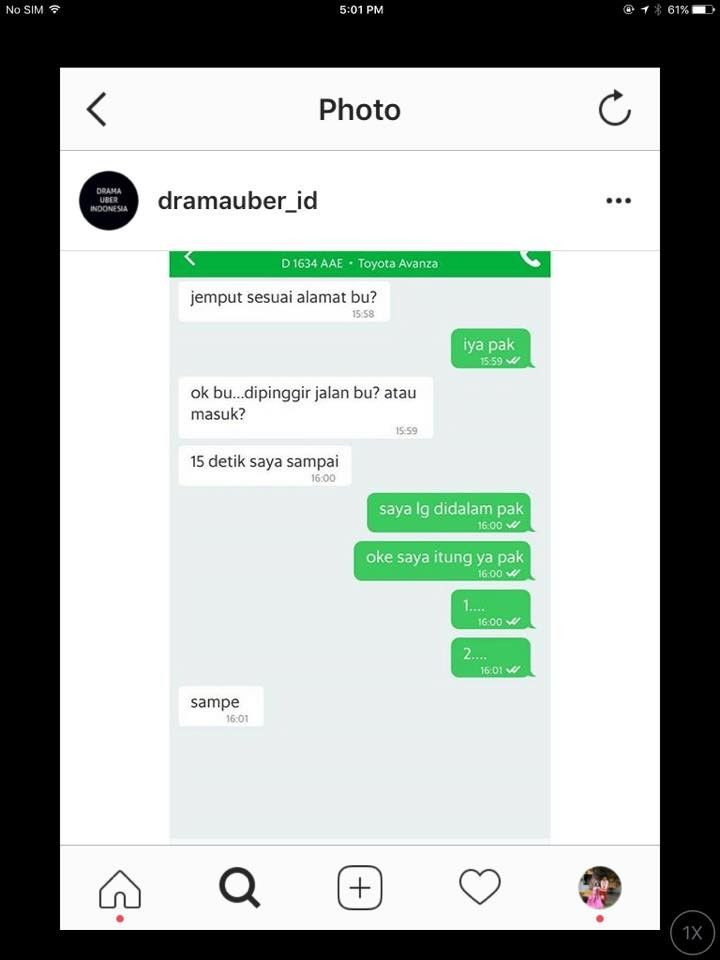 No SIM
5:01 PM
61%
Photo
DRAMA
UBER
INDONESIA
dramauber_id
D 1634 AAE • Toyota Avanza
jemput sesuai alamat bu?
15:58
iya pak
15:59
ok bu...dipinggir jalan bu? atau
masuk?
15:59
15 detik saya sampai
16:00
saya lg didalam pak
16:00
oke saya itung ya pak
16:00
1....
16:00
2....
16:01
sampe
16:01
1X